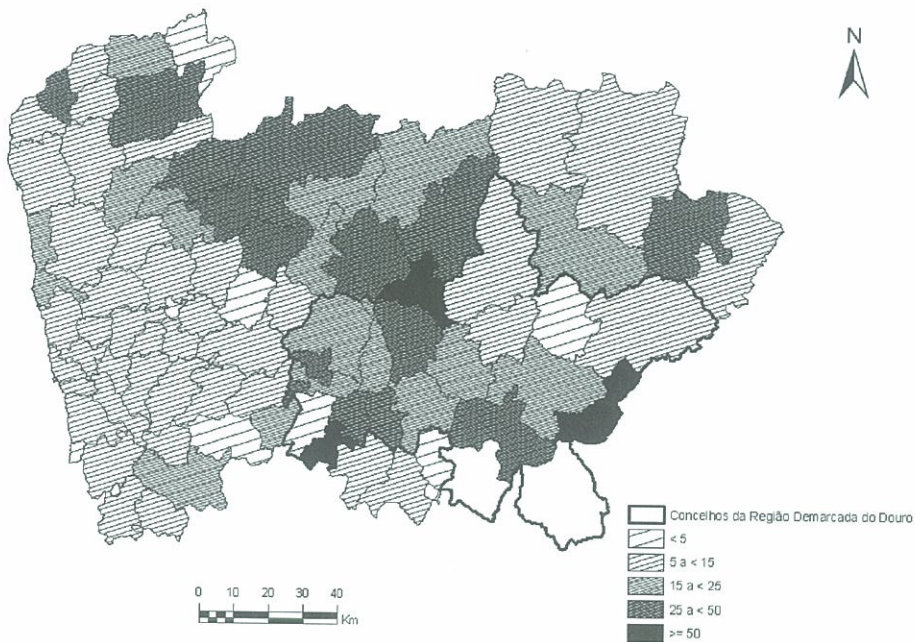 N
Concelhos da Região Demarcada do Douro
< 5
5 a < 15
15 a < 25
25 a < 50
>= 50
0 10 20 30 40
Km